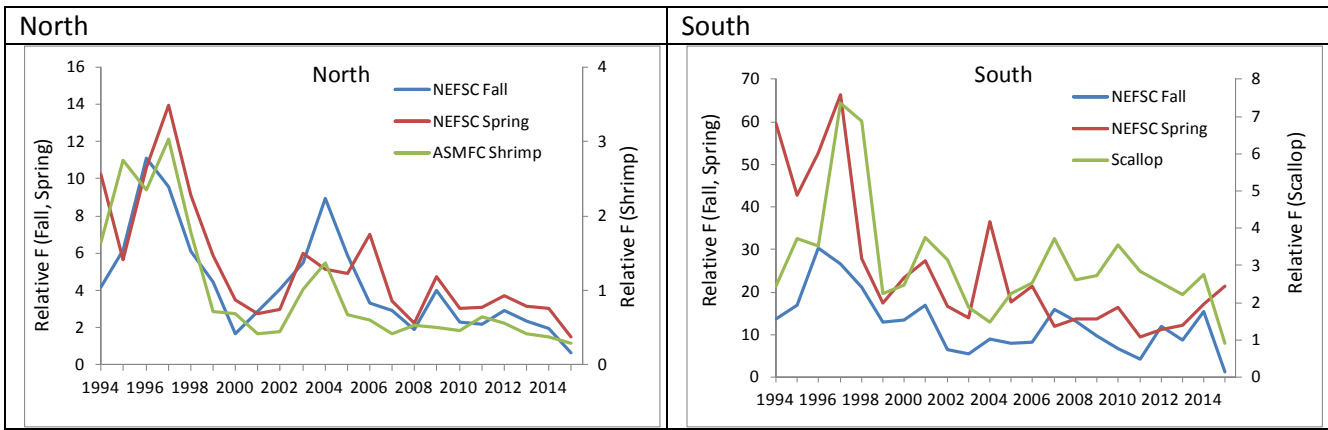 North
South
North
NEFSC Fall
NEFSC Spring
ASMFC Shrimp
Relative F (Fall, Spring)
16
14
12
10
8
6
4
2
0
4
3
2
1
0
Relative F (Shrimp)
1994 1996 1998 2000 2002 2004 2006 2008 2010 2012 2014
South
NEFSC Fall
NEFSC Spring
Scallop
Relative F (Fall, Spring)
70
60
50
40
30
20
10
0
8
7
6
5
4
3
2
1
0
Relative F (Scallop)
1994 1996 1998 2000 2002 2004 2006 2008 2010 2012 2014